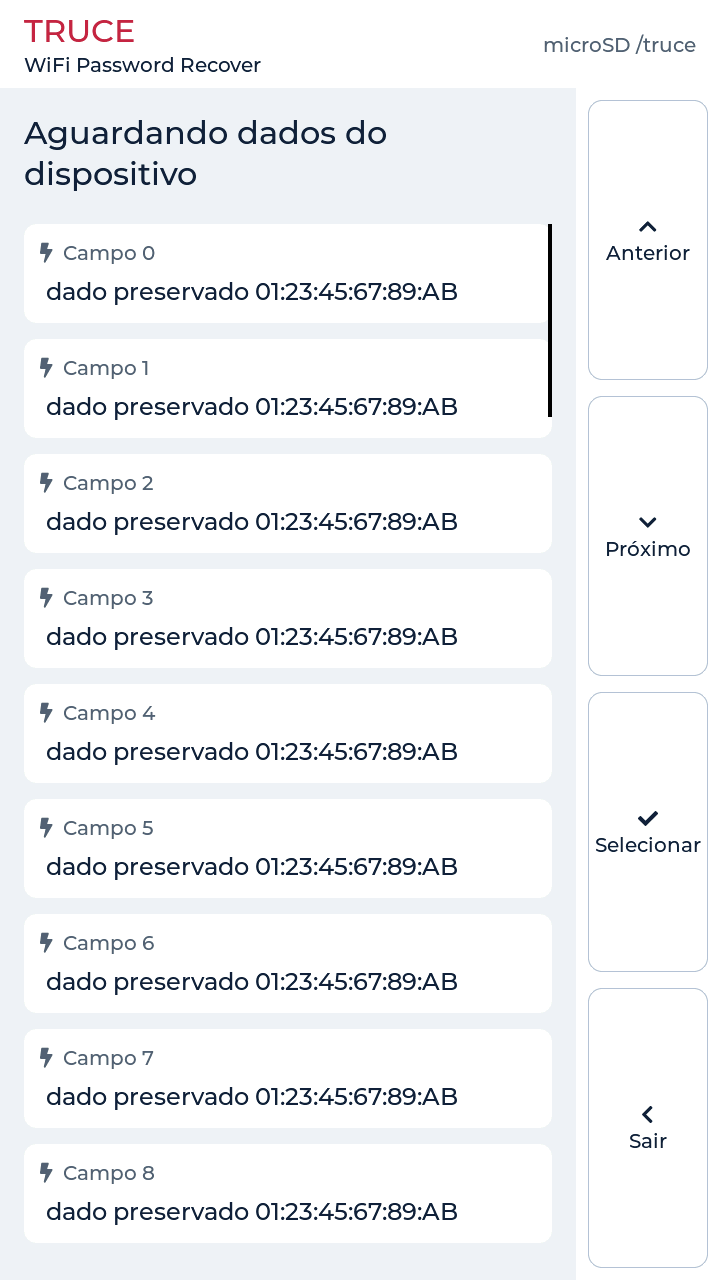 TRUCE
WiFi Password Recover
microSD /truce
Aguardando dados do
dispositivo
Campo 0
dado preservado 01:23:45:67:89:AB
Campo 1
dado preservado 01:23:45:67:89:AB
Campo 2
dado preservado 01:23:45:67:89:AB
Campo 3
dado preservado 01:23:45:67:89:AB
Campo 4
dado preservado 01:23:45:67:89:AB
Campo 5
dado preservado 01:23:45:67:89:AB
Campo 6
dado preservado 01:23:45:67:89:AB
Campo 7
dado preservado 01:23:45:67:89:AB
Campo 8
dado preservado 01:23:45:67:89:AB
Anterior
Próximo
Selecionar
Sair